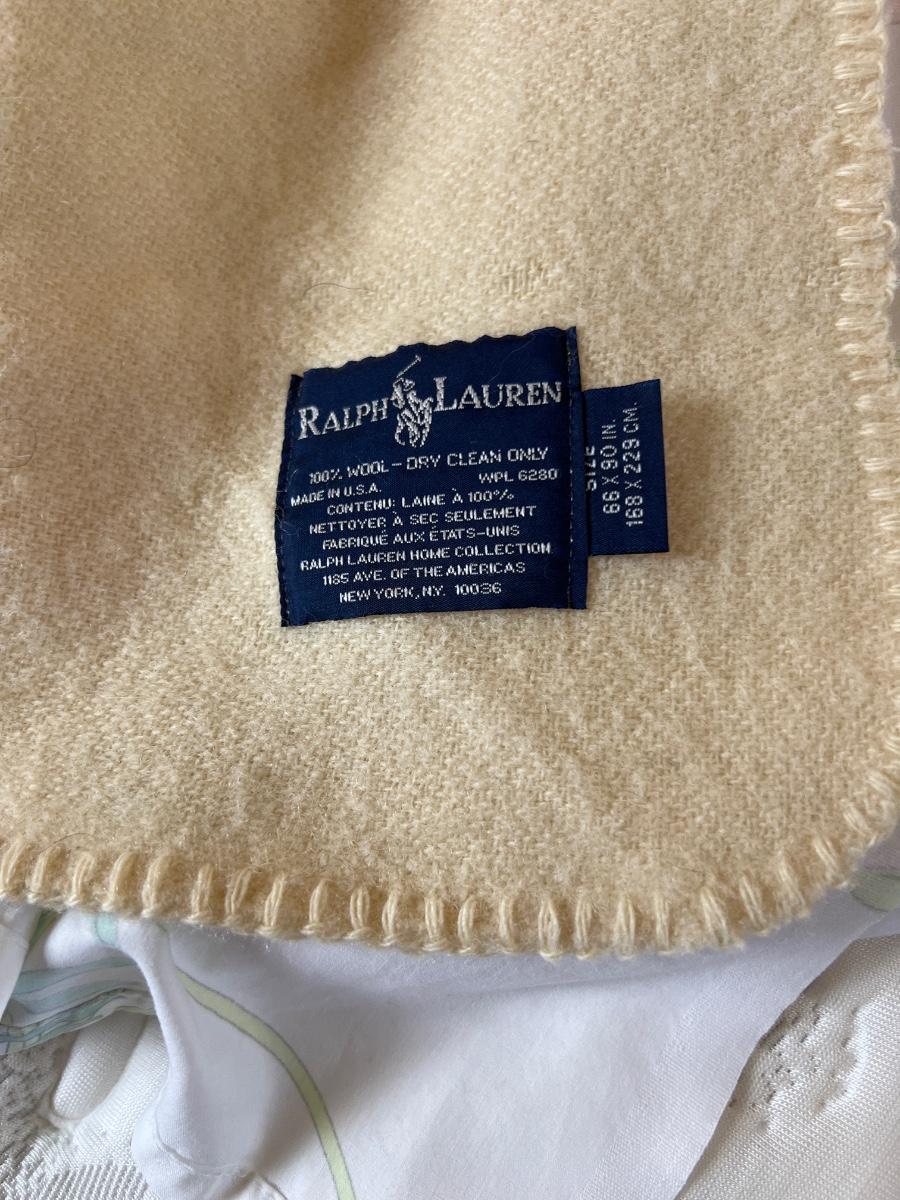 RALPH LAUREN
100% WOOL – DRY CLEAN ONLY
WPL 6280
MADE IN U.S.A.
CONTENU: LAINE À 100%
NETTOYER À SEC SEULEMENT
FABRIQUÉ AUX ÉTATS–UNIS
RALPH LAUREN HOME COLLECTION
1185 AVE. OF THE AMERICAS
NEW YORK, N.Y. 10036
SIZE
66 X 90 IN.
168 X 229 CM.